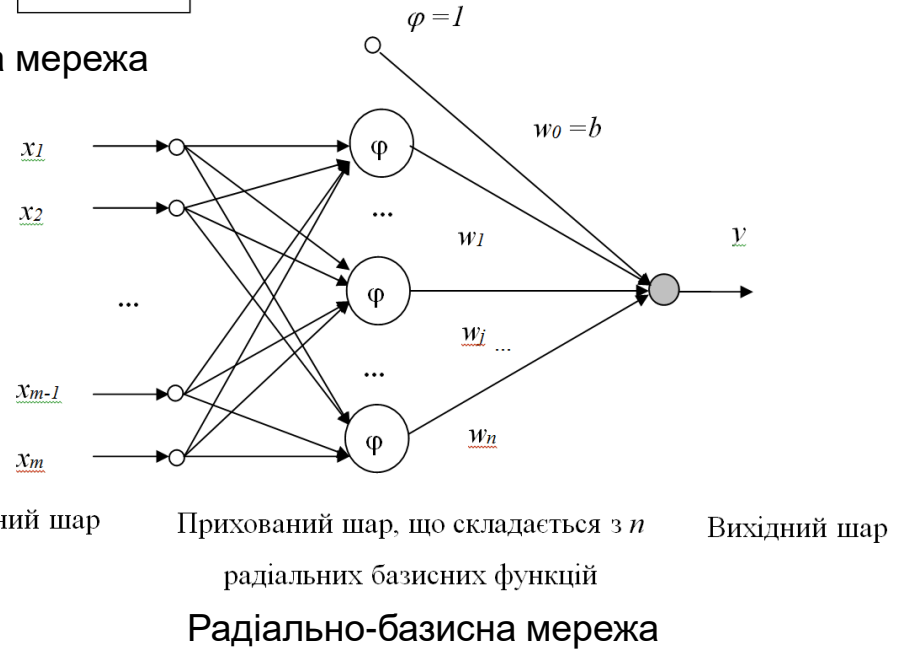 φ =1
а мережа
w0 =b
x1
φ
x2
...
w1
y
φ
...
wj ...
...
xm-1
φ
wn
xm
ний шар
Прихований шар, що складається з n
Вихідний шар
радіальних базисних функцій
Радіально-базисна мережа